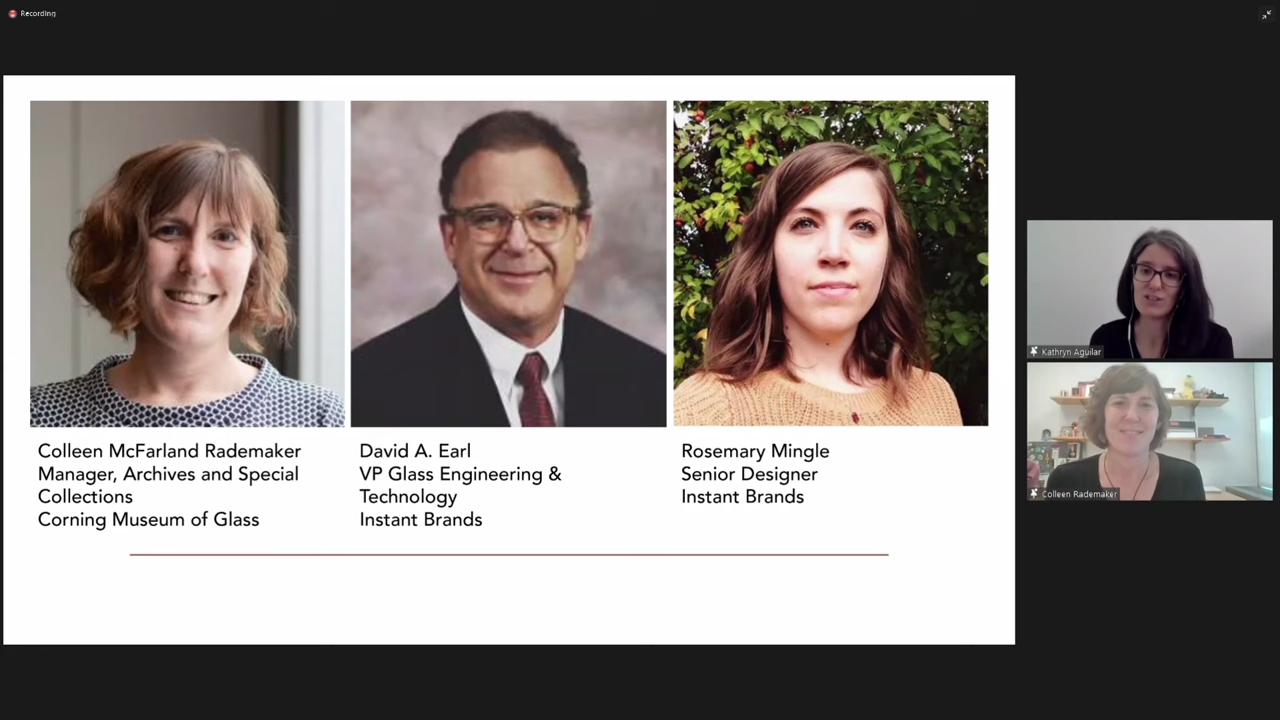 Recording
Colleen McFarland Rademaker
Manager, Archives and Special
Collections
Corning Museum of Glass
David A. Earl
VP Glass Engineering &
Technology
Instant Brands
Rosemary Mingle
Senior Designer
Instant Brands
Kathryn Aguilar
Colleen Rademaker